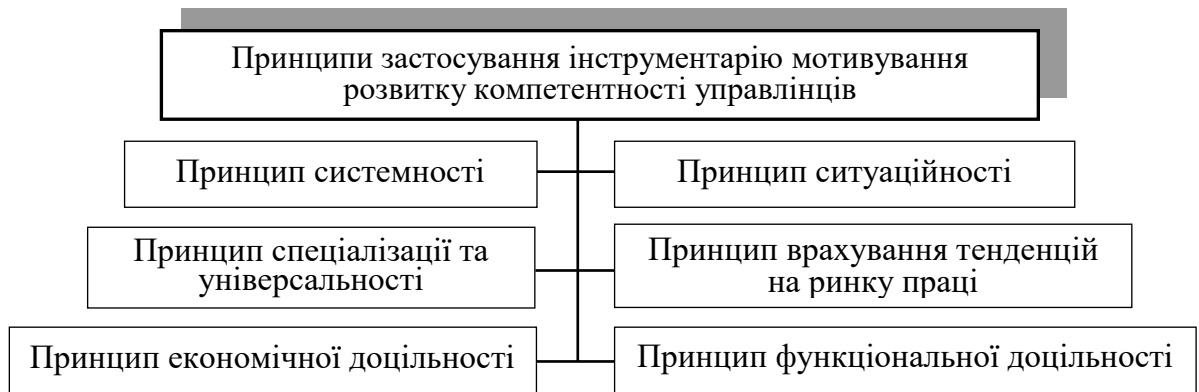 Принципи застосування інструментарію мотивування
розвитку компетентності управлінців
Принцип системності
Принцип ситуаційності
Принцип спеціалізації та
універсальності
Принцип врахування тенденцій
на ринку праці
Принцип економічної доцільності
Принцип функціональної доцільності